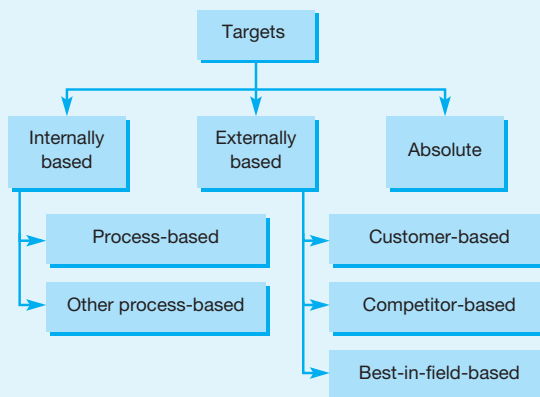 Targets
Internally
based
Externally
based
Absolute
Process-based
Other process-based
Customer-based
Competitor-based
Best-in-field-based